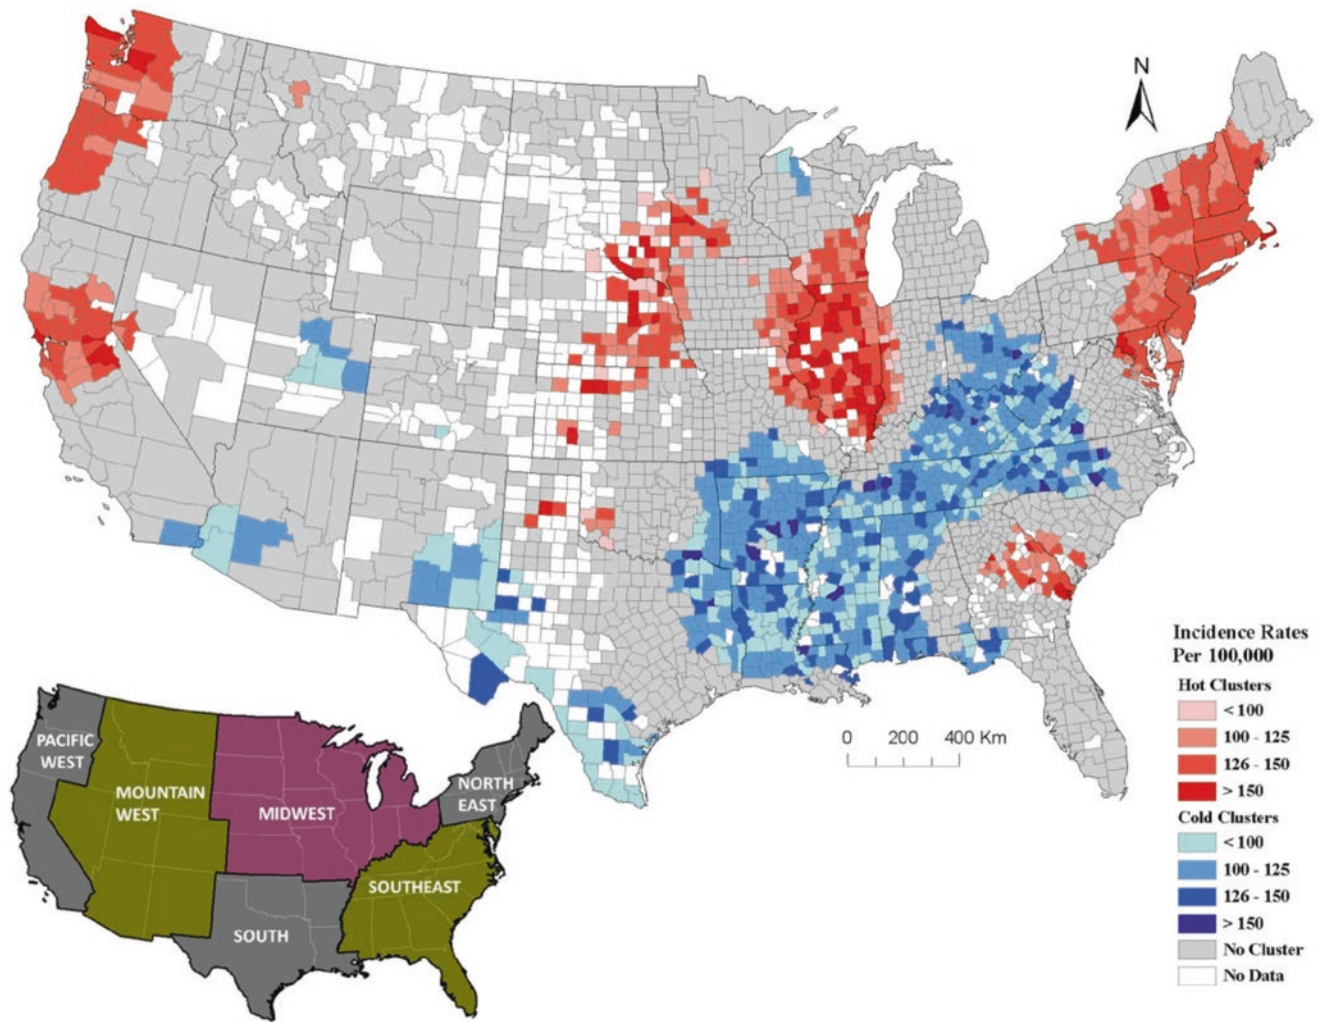 N
Incidence Rates
Per 100,000
Hot Clusters
< 100
100 - 125
126 - 150
> 150
Cold Clusters
< 100
100 - 125
126 - 150
> 150
No Cluster
No Data
0 200 400 Km
PACIFIC
WEST
MOUNTAIN
WEST
MIDWEST
NORTH
EAST
SOUTHEAST
SOUTH